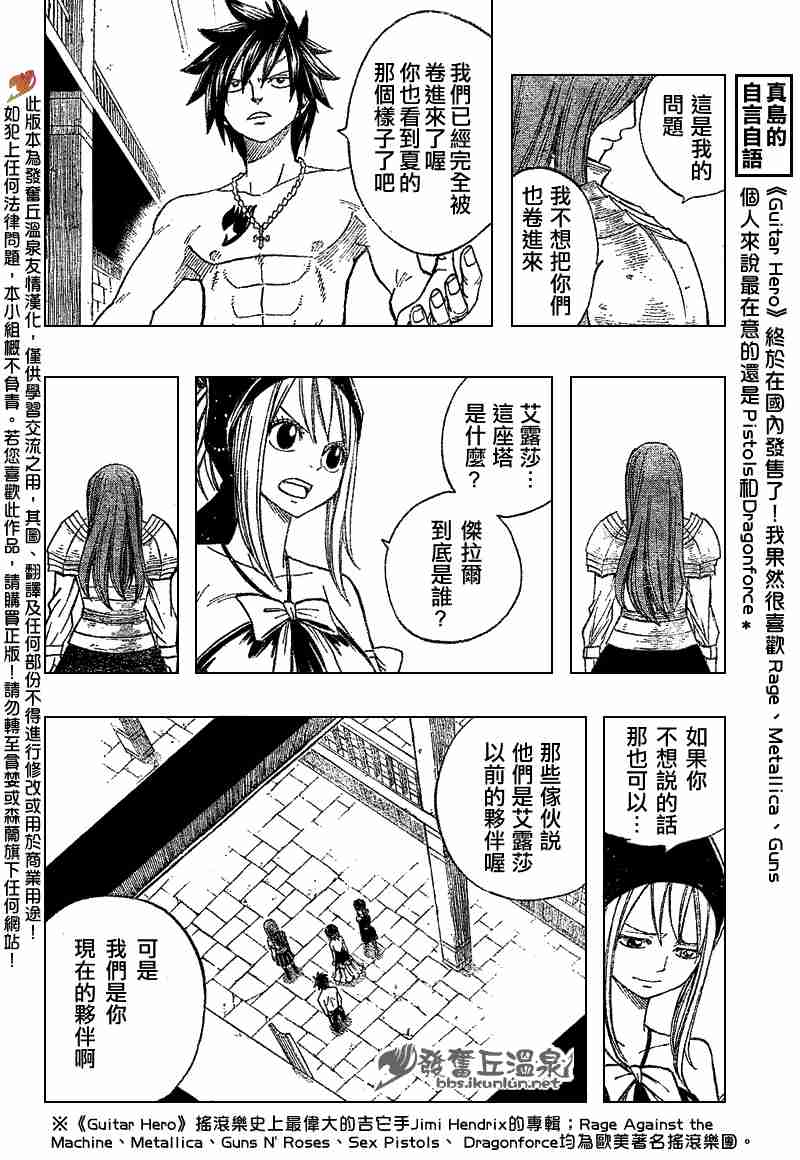 真島的
自言自語
《Guitar Hero》終於在國內發售了！我果然很喜歡Rage、Metallica、Guns
個人來說最在意的還是Pistols和Dragonforce*
這是我的
問題
我不想把你們
也卷進來
我們已經完全被
卷進來了喔
你也看到夏的
那個樣子了吧
艾露莎…
這座塔
是什麼？
傑拉爾
到底是誰？
如果你
不想說的話
那也可以…
那些傢伙說
他們是艾露莎
以前的夥伴喔
可是
我們是你
現在的夥伴啊
發奮丘溫泉
bbs.ikunlun.net
※《Guitar Hero》搖滾樂史上最偉大的吉它手Jimi Hendrix的專輯；Rage Against the
Machine、Metallica、Guns N' Roses、Sex Pistols、Dragonforce均為歐美著名搖滾樂團。
此版本為發奮丘溫泉友情漢化，僅供學習交流之用，其圖、翻譯及任何部份不得進行修改或用於商業用途！
如犯上任何法律問題，本小組概不負責。若您喜歡此作品，請購買正版！請勿轉至貪婪或森蘭旗下任何網站！